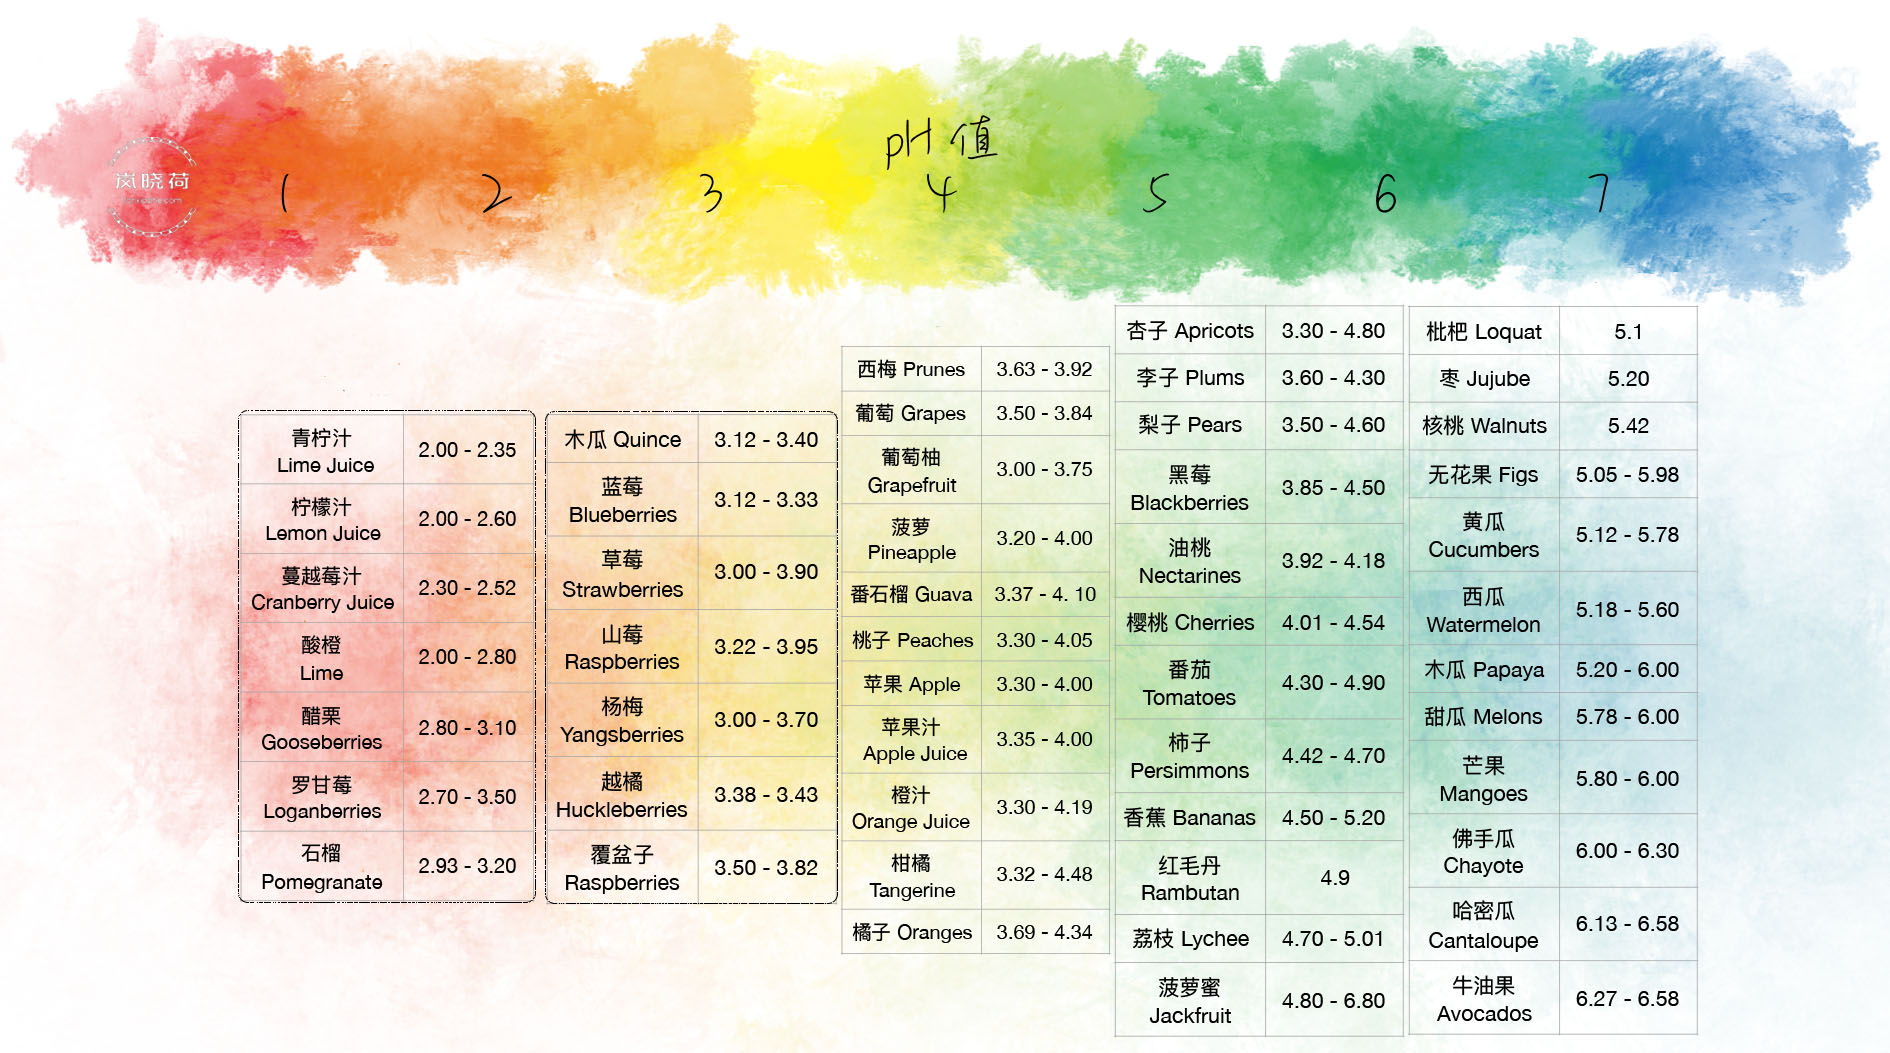 pH 值
岚晓荷
1 2 3 4 5 6 7
青柠汁
Lime Juice
2.00 - 2.35
柠檬汁
Lemon Juice
2.00 - 2.60
蔓越莓汁
Cranberry Juice
2.30 - 2.52
酸橙
Lime
2.00 - 2.80
醋栗
Gooseberries
2.80 - 3.10
罗甘莓
Loganberries
2.70 - 3.50
石榴
Pomegranate
2.93 - 3.20
木瓜 Quince
3.12 - 3.40
蓝莓
Blueberries
3.12 - 3.33
草莓
Strawberries
3.00 - 3.90
山莓
Raspberries
3.22 - 3.95
杨梅
Yangsberries
3.00 - 3.70
越橘
Huckleberries
3.38 - 3.43
覆盆子
Raspberries
3.50 - 3.82
西梅 Prunes
3.63 - 3.92
葡萄 Grapes
3.50 - 3.84
葡萄柚
Grapefruit
3.00 - 3.75
菠萝
Pineapple
3.20 - 4.00
番石榴 Guava
3.37 - 4. 10
桃子 Peaches
3.30 - 4.05
苹果 Apple
3.30 - 4.00
苹果汁
Apple Juice
3.35 - 4.00
橙汁
Orange Juice
3.30 - 4.19
柑橘
Tangerine
3.32 - 4.48
橘子 Oranges
3.69 - 4.34
杏子 Apricots
3.30 - 4.80
李子 Plums
3.60 - 4.30
梨子 Pears
3.50 - 4.60
黑莓
Blackberries
3.85 - 4.50
油桃
Nectarines
3.92 - 4.18
樱桃 Cherries
4.01 - 4.54
番茄
Tomatoes
4.30 - 4.90
柿子
Persimmons
4.42 - 4.70
香蕉 Bananas
4.50 - 5.20
红毛丹
Rambutan
4.9
荔枝 Lychee
4.70 - 5.01
菠萝蜜
Jackfruit
4.80 - 6.80
枇杷 Loquat
5.1
枣 Jujube
5.20
核桃 Walnuts
5.42
无花果 Figs
5.05 - 5.98
黄瓜
Cucumbers
5.12 - 5.78
西瓜
Watermelon
5.18 - 5.60
木瓜 Papaya
5.20 - 6.00
甜瓜 Melons
5.78 - 6.00
芒果
Mangoes
5.80 - 6.00
佛手瓜
Chayote
6.00 - 6.30
哈密瓜
Cantaloupe
6.13 - 6.58
牛油果
Avocados
6.27 - 6.58